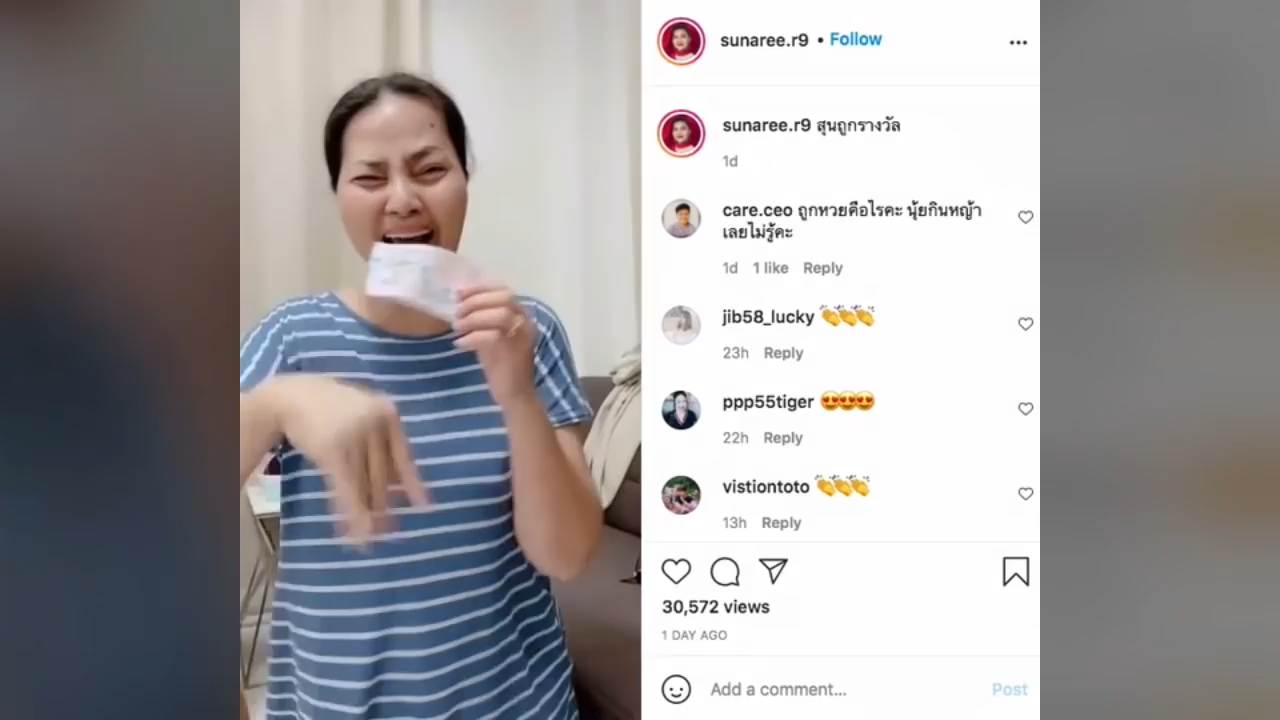 sunaree.r9 • Follow
sunaree.r9 สุนถูกรางวัล
1d
care.ceo ถูกหวยคือไรคะ นุ้ยกินหญ้า
เลยไม่รู้คะ
1d 1 like Reply
jib58_lucky 👏👏👏
23h Reply
ppp55tiger 😍😍😍
22h Reply
vistiontoto 👏👏👏
13h Reply
30,572 views
1 DAY AGO
Add a comment... Post